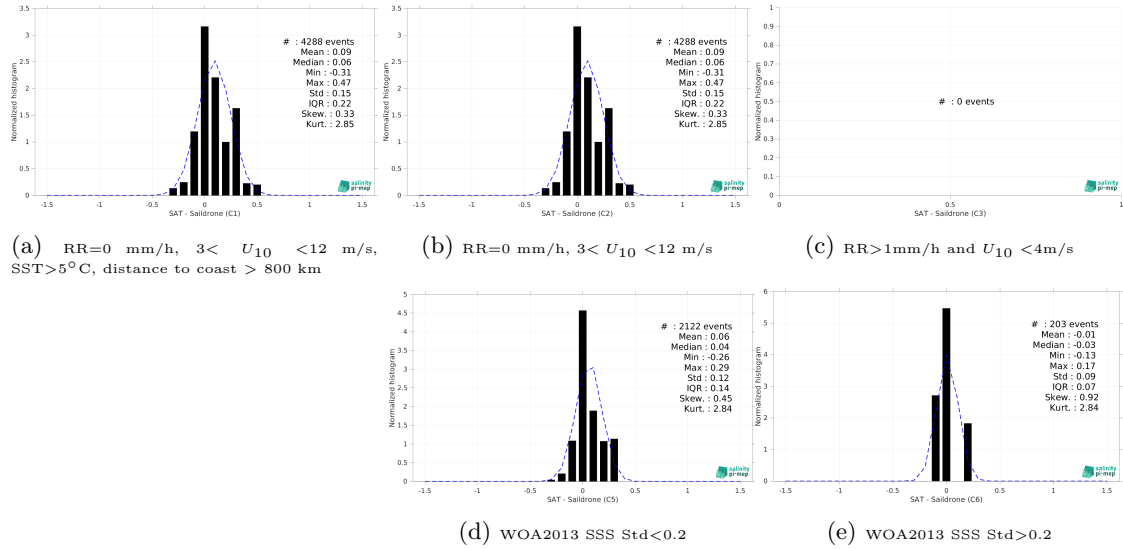 3.5
3
2.5
2
1.5
1
0.5
0
Normalized histogram
# : 4288 events
Mean : 0.09
Median : 0.06
Min : -0.31
Max : 0.47
Std : 0.15
IQR : 0.22
Skew. : 0.33
Kurt. : 2.85
salinity
pi-mep
-1.5 -1 -0.5 0 0.5 1 1.5
SAT - Saildrone (C1)
(a) RR=0 mm/h, 3< U10 <12 m/s,
SST>5°C, distance to coast > 800 km
3.5
3
2.5
2
1.5
1
0.5
0
Normalized histogram
# : 4288 events
Mean : 0.09
Median : 0.06
Min : -0.31
Max : 0.47
Std : 0.15
IQR : 0.22
Skew. : 0.33
Kurt. : 2.85
salinity
pi-mep
-1.5 -1 -0.5 0 0.5 1 1.5
SAT - Saildrone (C2)
(b) RR=0 mm/h, 3< U10 <12 m/s
1
0.9
0.8
0.7
0.6
0.5
0.4
0.3
0.2
0.1
0
Normalized histogram
# : 0 events
salinity
pi-mep
0 0.5 1
SAT - Saildrone (C3)
(c) RR>1mm/h and U10 <4m/s
5
4.5
4
3.5
3
2.5
2
1.5
1
0.5
0
Normalized histogram
# : 2122 events
Mean : 0.06
Median : 0.04
Min : -0.26
Max : 0.29
Std : 0.12
IQR : 0.14
Skew. : 0.45
Kurt. : 2.84
salinity
pi-mep
-1.5 -1 -0.5 0 0.5 1 1.5
SAT - Saildrone (C5)
(d) WOA2013 SSS Std<0.2
6
5
4
3
2
1
0
Normalized histogram
# : 203 events
Mean : -0.01
Median : -0.03
Min : -0.13
Max : 0.17
Std : 0.09
IQR : 0.07
Skew. : 0.92
Kurt. : 2.84
salinity
pi-mep
-1.5 -1 -0.5 0 0.5 1 1.5
SAT - Saildrone (C6)
(e) WOA2013 SSS Std>0.2